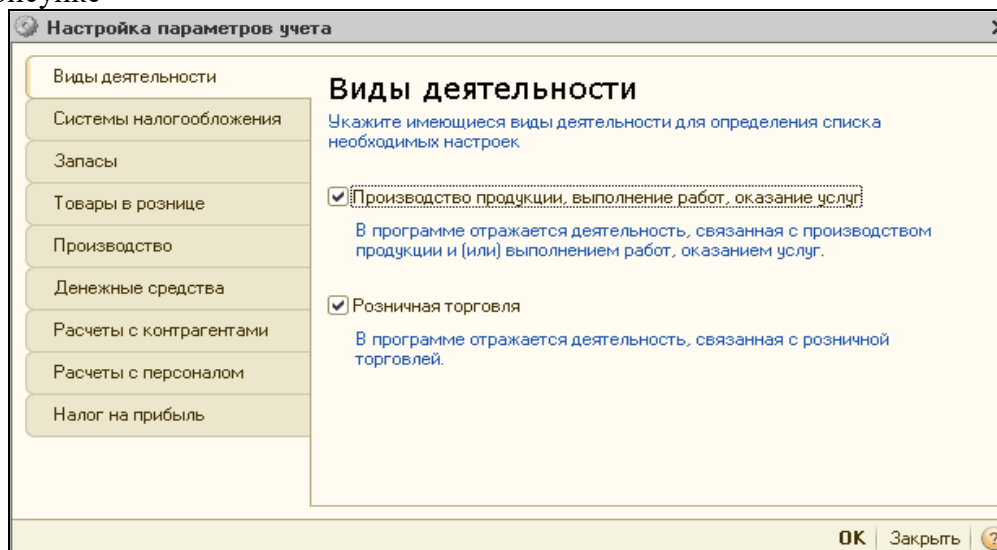 Настройка параметров учета
Виды деятельности
Системы налогообложения
Запасы
Товары в рознице
Производство
Денежные средства
Расчеты с контрагентами
Расчеты с персоналом
Налог на прибыль
Виды деятельности
Укажите имеющиеся виды деятельности для определения списка
необходимых настроек
Производство продукции, выполнение работ, оказание услуг
В программе отражается деятельность, связанная с производством
продукции и (или) выполнением работ, оказанием услуг.
Розничная торговля
В программе отражается деятельность, связанная с розничной
торговлей.
OK Закрыть ?